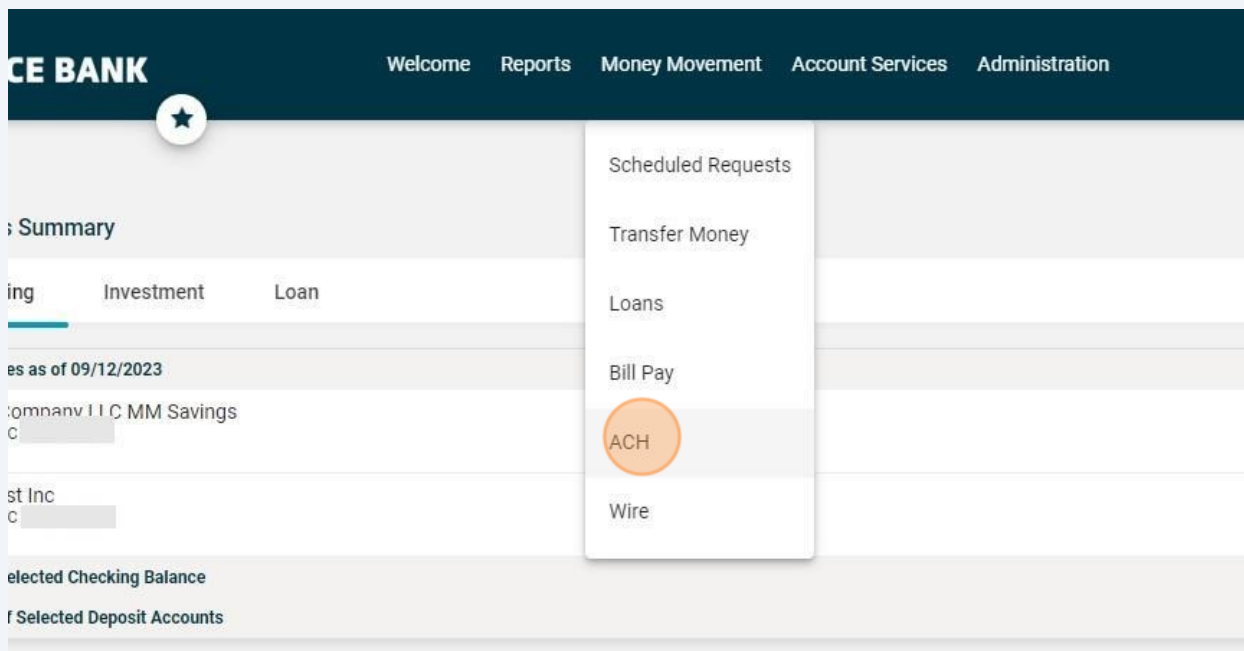 CE BANK
Welcome Reports Money Movement Account Services Administration
Scheduled Requests
s Summary
Transfer Money
ing Investment Loan
Loans
es as of 09/12/2023
Bill Pay
Company LLC MM Savings
C
ACH
st Inc
C
Wire
elected Checking Balance
f Selected Deposit Accounts